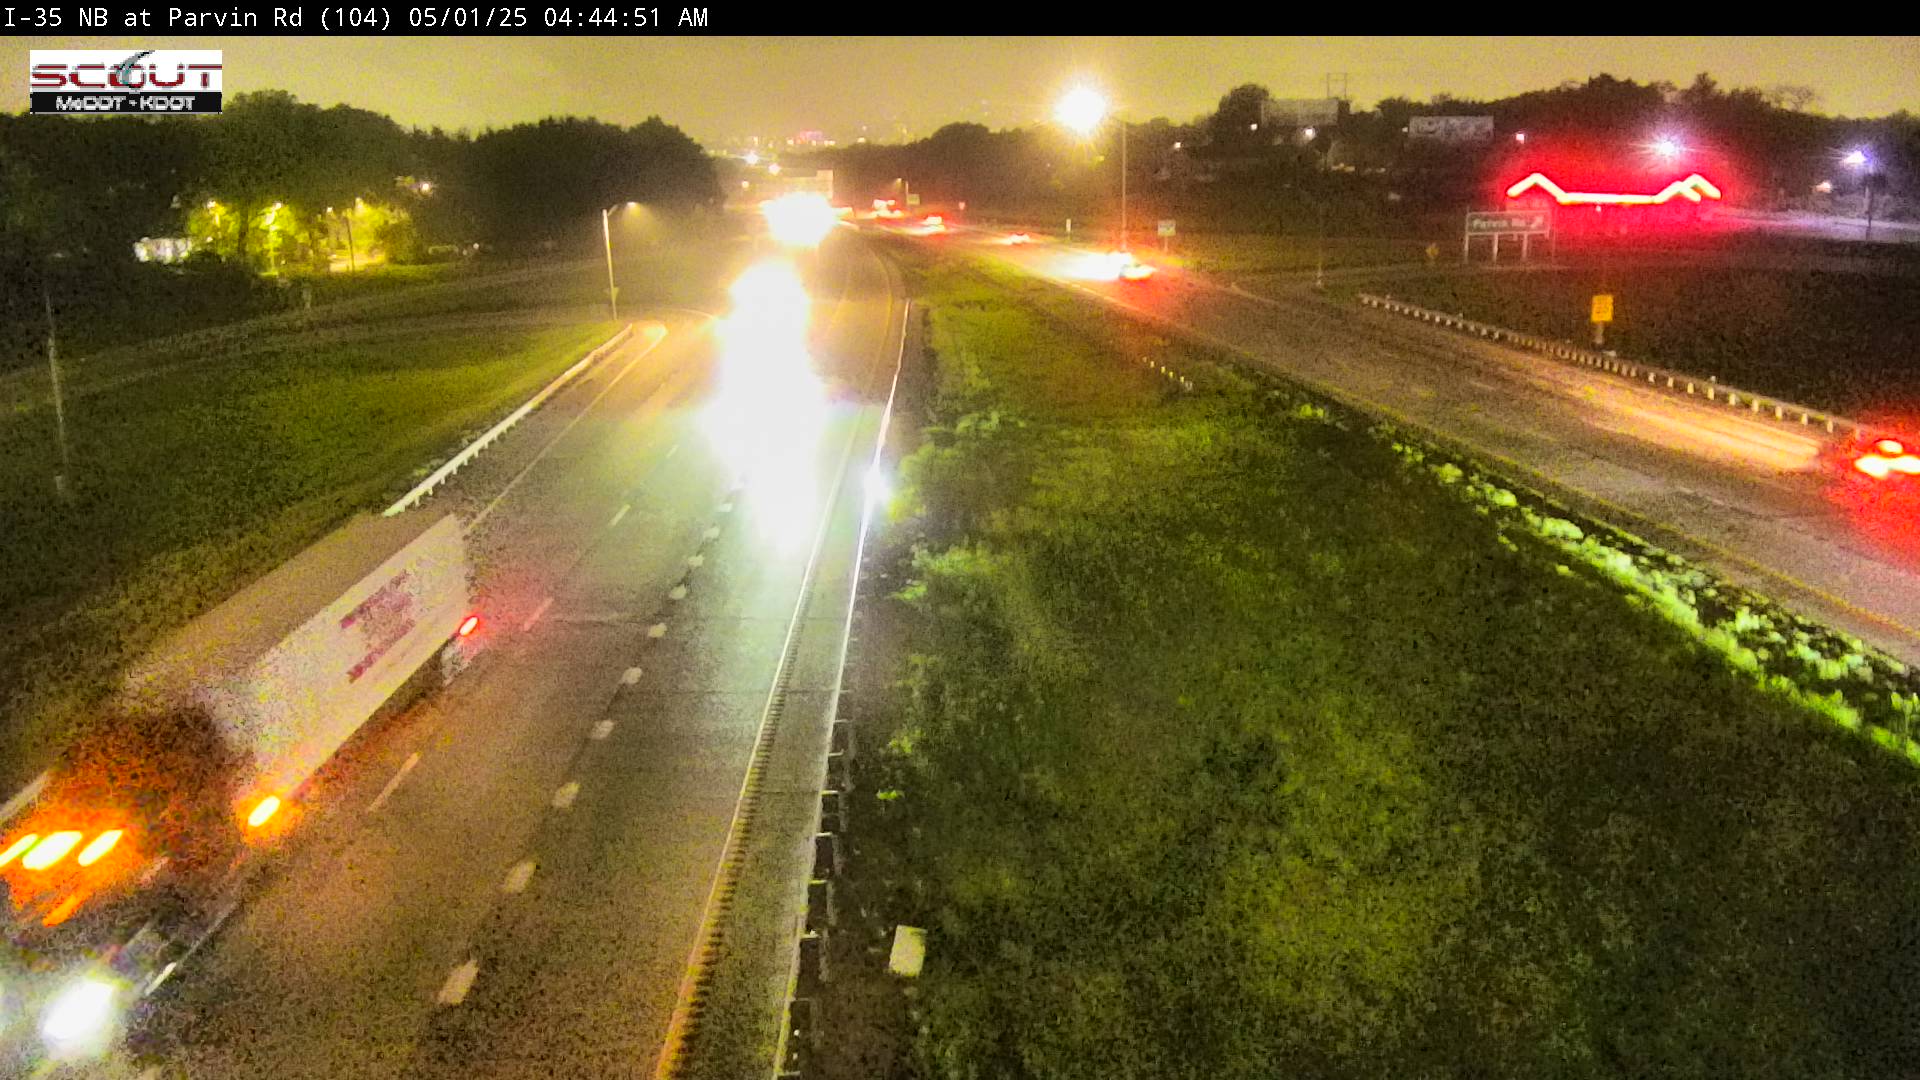 I-35 NB at Parvin Rd (104) 05/01/25 04:44:51 AM
SCOUT
MoDOT - KDOT
Parvin Rd